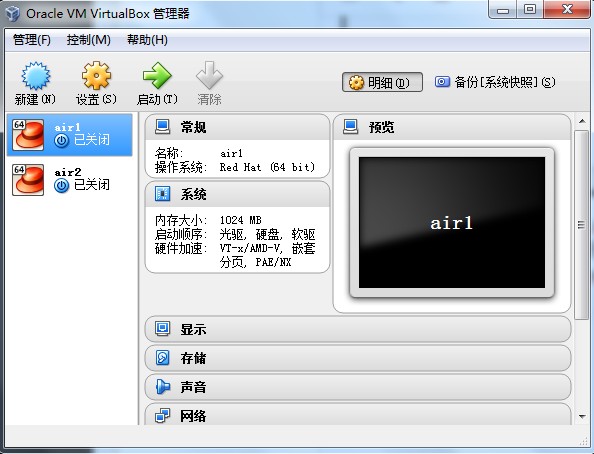 Oracle VM VirtualBox 管理器
管理(F) 控制(M) 帮助(H)
新建(N) 设置(S) 启动(T) 清除
明细(D) 备份[系统快照](S)
64 air1
已关闭
64 air2
已关闭
常规
名称: air1
操作系统: Red Hat (64 bit)
系统
内存大小: 1024 MB
启动顺序: 光驱, 硬盘, 软驱
硬件加速: VT-x/AMD-V, 嵌套
分页, PAE/NX
预览
air1
显示
存储
声音
网络